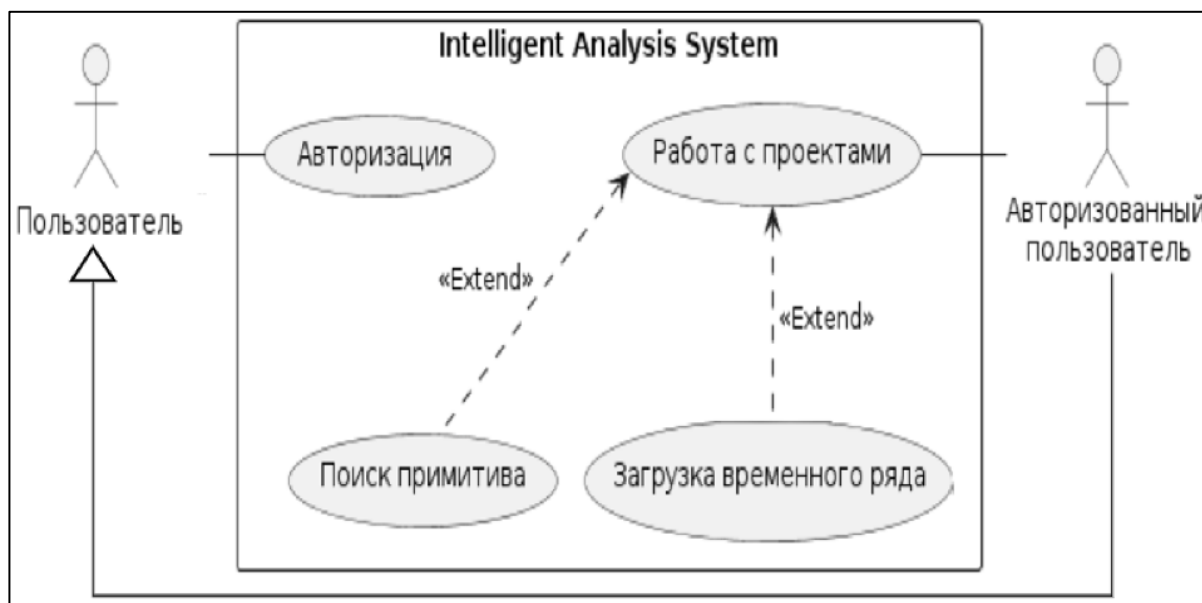 Intelligent Analysis System
Авторизация
Работа с проектами
Пользователь
Авторизованный
пользователь
«Extend»
«Extend»
Поиск примитива
Загрузка временного ряда